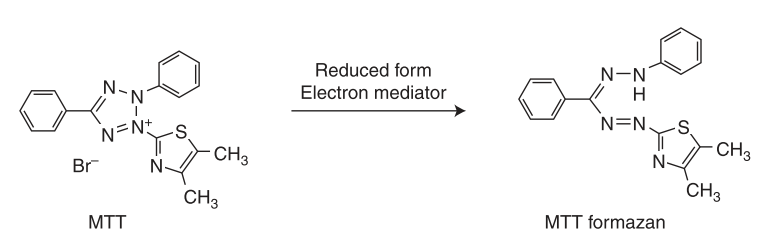 Reduced form
Electron mediator
N
N
N
N+
S
N
CH3
CH3
Br−
MTT
N
N
H
N
N
S
N
CH3
CH3
MTT formazan